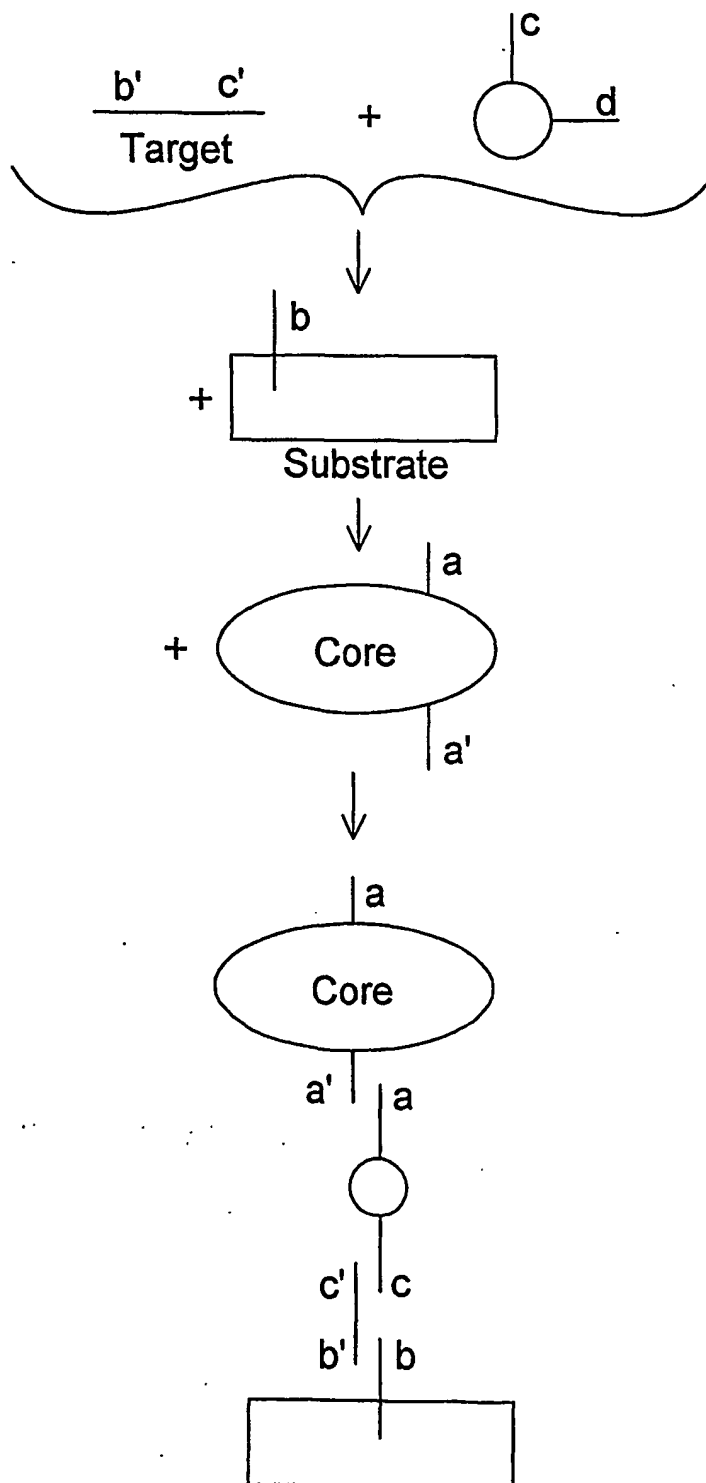 c
b' c' + d
Target
b
+
Substrate
a
+ Core
a'
a
Core
a' a
c' c
b' b